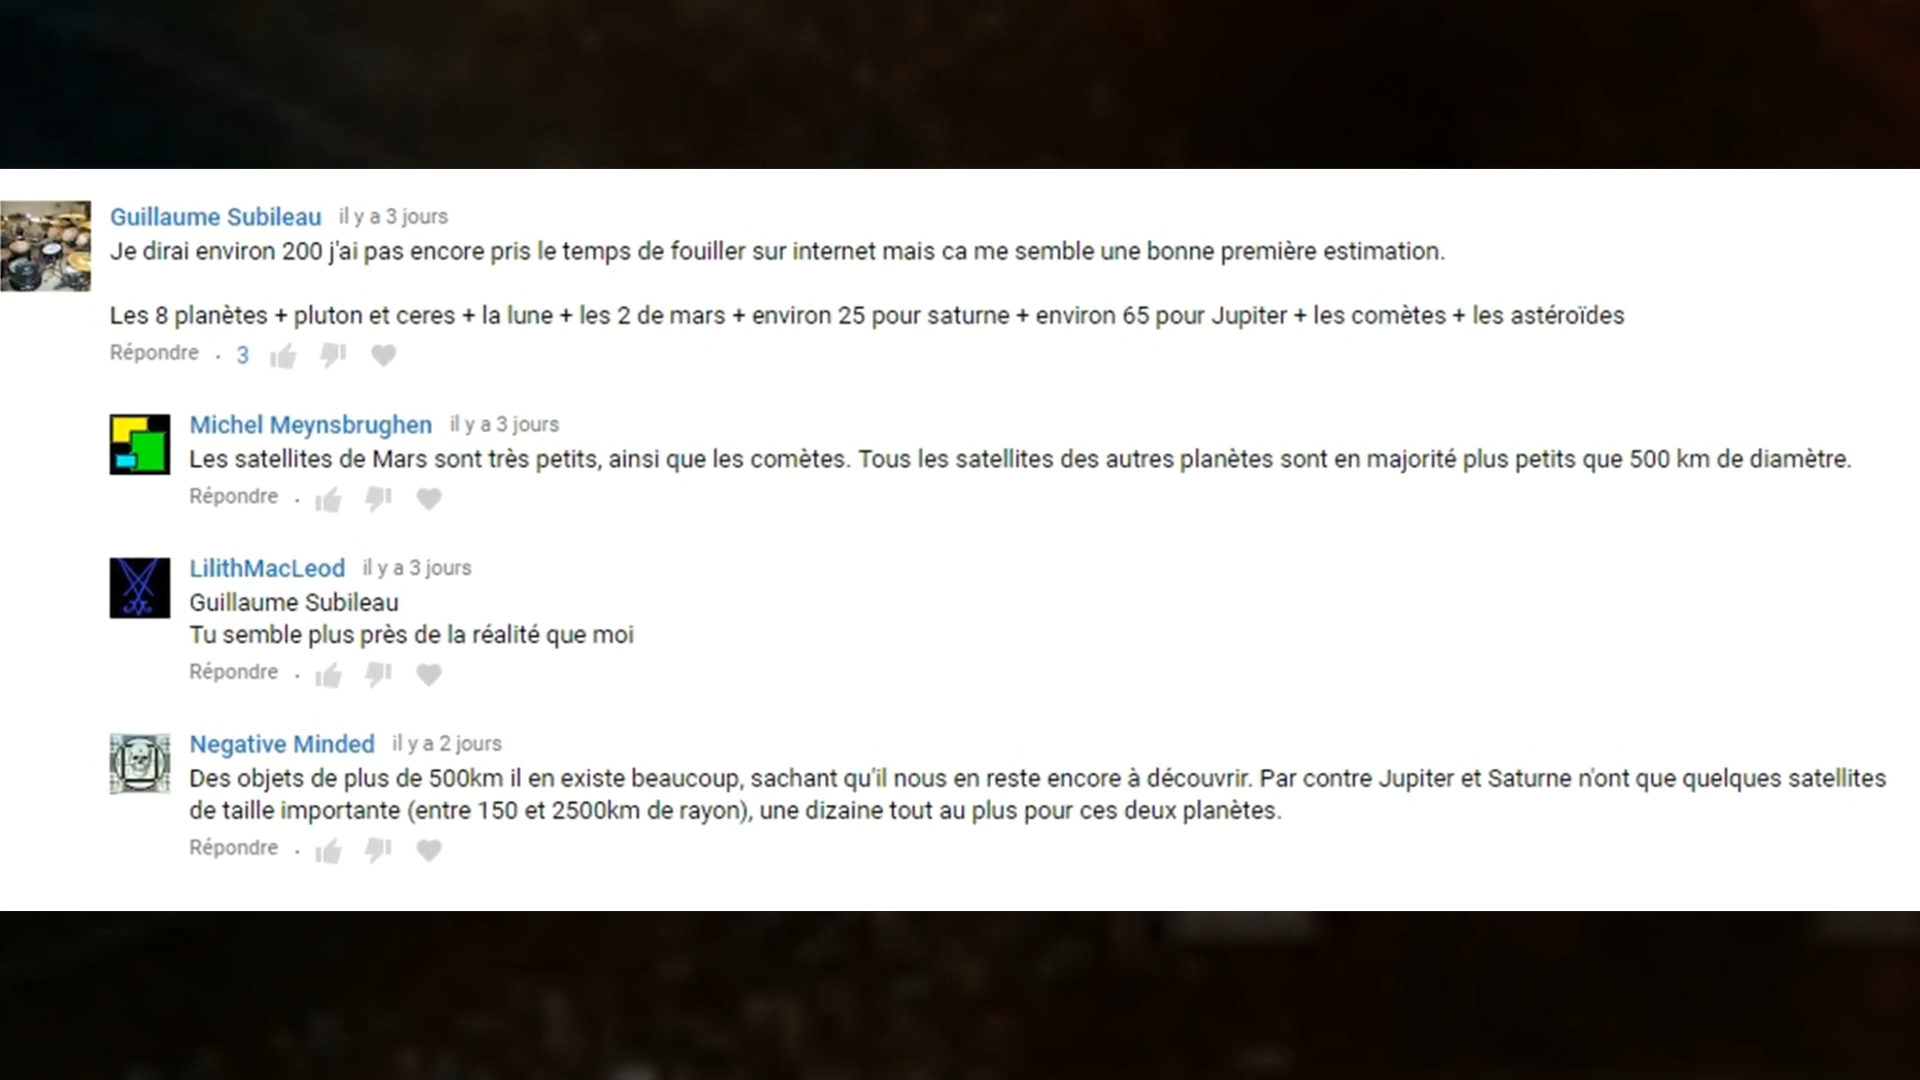 Guillaume Subileau il y a 3 jours
Je dirai environ 200 j'ai pas encore pris le temps de fouiller sur internet mais ca me semble une bonne première estimation.
Les 8 planètes + pluton et ceres + la lune + les 2 de mars + environ 25 pour saturne + environ 65 pour Jupiter + les comètes + les astéroïdes
Répondre . 3
Michel Meynsbrughen il y a 3 jours
Les satellites de Mars sont très petits, ainsi que les comètes. Tous les satellites des autres planètes sont en majorité plus petits que 500 km de diamètre.
Répondre .
LilithMacLeod il y a 3 jours
Guillaume Subileau
Tu semble plus près de la réalité que moi
Répondre .
Negative Minded il y a 2 jours
Des objets de plus de 500km il en existe beaucoup, sachant qu'il nous en reste encore à découvrir. Par contre Jupiter et Saturne n'ont que quelques satellites
de taille importante (entre 150 et 2500km de rayon), une dizaine tout au plus pour ces deux planètes.
Répondre .